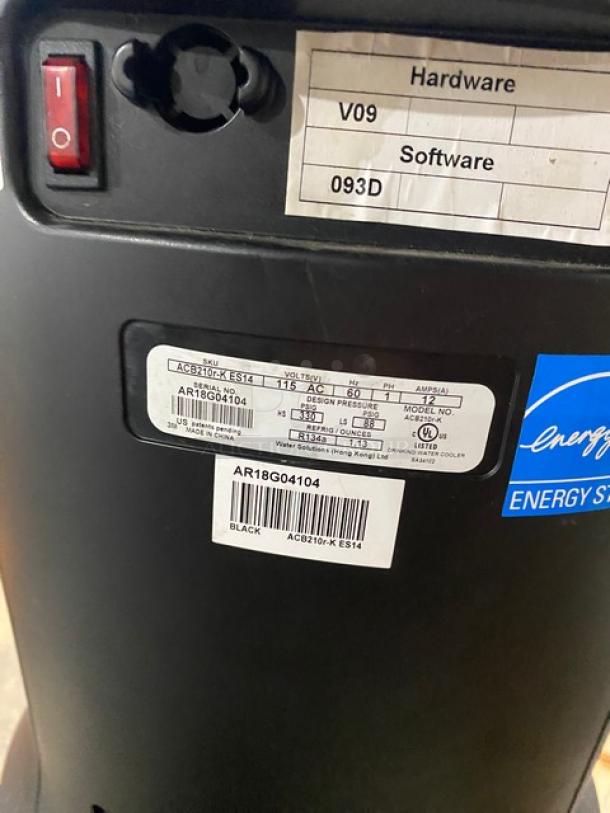 I
O
Hardware
V09
Software
093D
SKU VOLTS(V) Hz PH AMPS(A)
ACB210r-K ES14 115 AC 60 1 12
SERIAL NO. DESIGN PRESSURE MODEL NO.
AR18G04104 PSIG PSIG ACB210r-K
HS 330 LS 88
REFRIG / OUNCES
R134a 1.13
C UL US
LISTED
US patents pending
3M MADE IN CHINA
Water Solutions (Hong Kong) Ltd
DRINKING WATER COOLER
AR18G04104
BLACK ACB210r-K ES14
energy
ENERGY ST